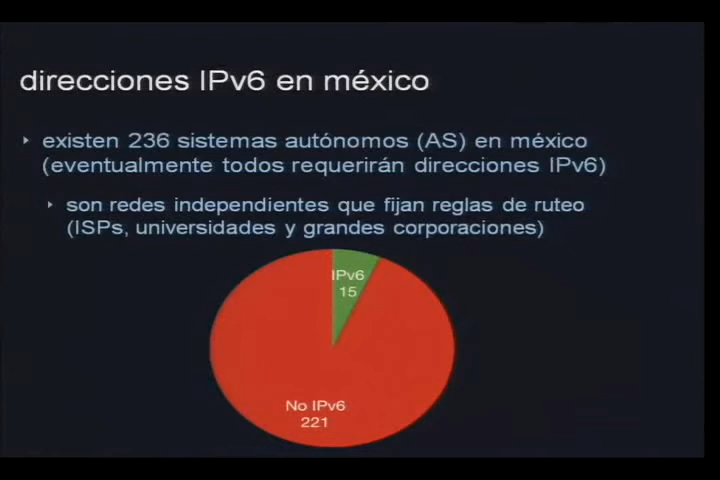 direcciones IPv6 en méxico
existen 236 sistemas autónomos (AS) en méxico
(eventualmente todos requerirán direcciones IPv6)
son redes independientes que fijan reglas de ruteo
(ISPs, universidades y grandes corporaciones)
IPv6
15
No IPv6
221